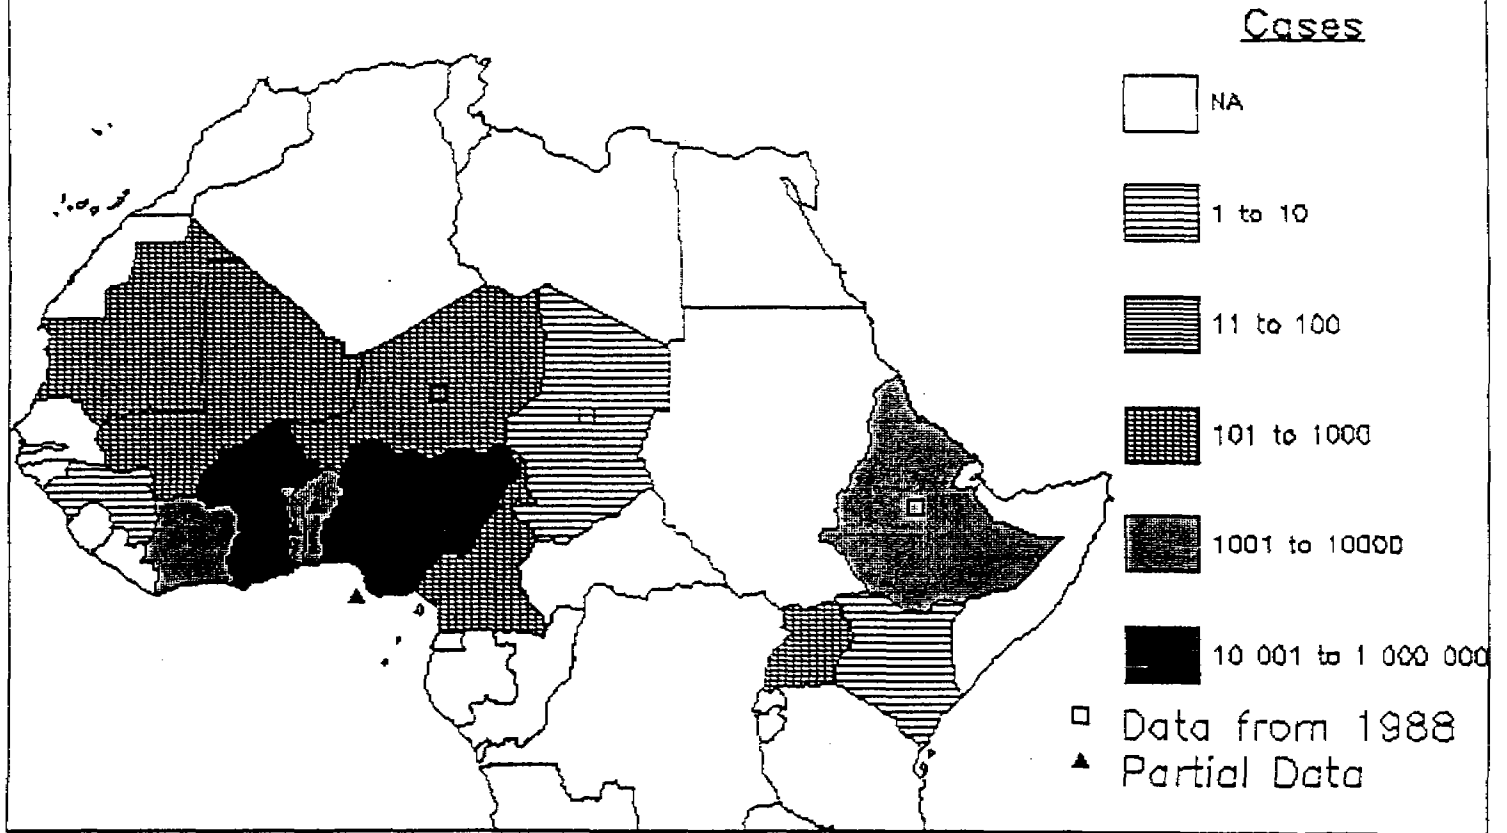 Cases
NA
1 to 10
11 to 100
101 to 1000
1001 to 10000
10 001 to 1 000 000
Data from 1988
Partial Data